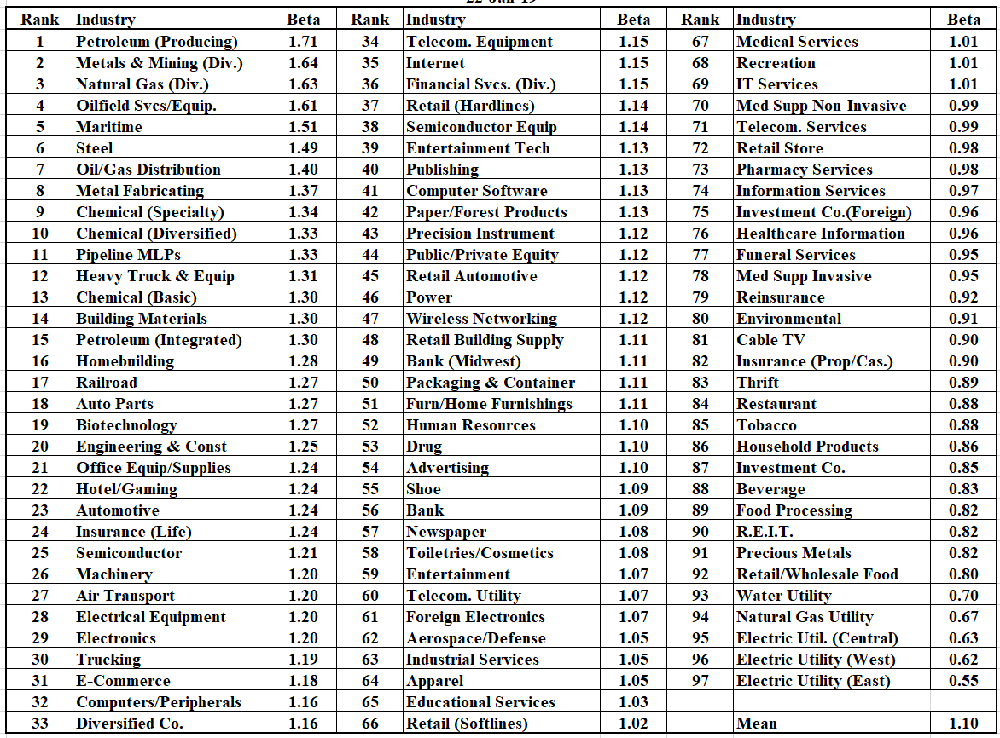 22-Jan-19
Rank Industry Beta Rank Industry Beta Rank Industry Beta
1 Petroleum (Producing) 1.71 34 Telecom. Equipment 1.15 67 Medical Services 1.01
2 Metals & Mining (Div.) 1.64 35 Internet 1.15 68 Recreation 1.01
3 Natural Gas (Div.) 1.63 36 Financial Svcs. (Div.) 1.15 69 IT Services 1.01
4 Oilfield Svcs/Equip. 1.61 37 Retail (Hardlines) 1.14 70 Med Supp Non-Invasive 0.99
5 Maritime 1.51 38 Semiconductor Equip 1.14 71 Telecom. Services 0.99
6 Steel 1.49 39 Entertainment Tech 1.13 72 Retail Store 0.98
7 Oil/Gas Distribution 1.40 40 Publishing 1.13 73 Pharmacy Services 0.98
8 Metal Fabricating 1.37 41 Computer Software 1.13 74 Information Services 0.97
9 Chemical (Specialty) 1.34 42 Paper/Forest Products 1.13 75 Investment Co.(Foreign) 0.96
10 Chemical (Diversified) 1.33 43 Precision Instrument 1.12 76 Healthcare Information 0.96
11 Pipeline MLPs 1.33 44 Public/Private Equity 1.12 77 Funeral Services 0.95
12 Heavy Truck & Equip 1.31 45 Retail Automotive 1.12 78 Med Supp Invasive 0.95
13 Chemical (Basic) 1.30 46 Power 1.12 79 Reinsurance 0.92
14 Building Materials 1.30 47 Wireless Networking 1.12 80 Environmental 0.91
15 Petroleum (Integrated) 1.30 48 Retail Building Supply 1.11 81 Cable TV 0.90
16 Homebuilding 1.28 49 Bank (Midwest) 1.11 82 Insurance (Prop/Cas.) 0.90
17 Railroad 1.27 50 Packaging & Container 1.11 83 Thrift 0.89
18 Auto Parts 1.27 51 Furn/Home Furnishings 1.11 84 Restaurant 0.88
19 Biotechnology 1.27 52 Human Resources 1.10 85 Tobacco 0.88
20 Engineering & Const 1.25 53 Drug 1.10 86 Household Products 0.86
21 Office Equip/Supplies 1.24 54 Advertising 1.10 87 Investment Co. 0.85
22 Hotel/Gaming 1.24 55 Shoe 1.09 88 Beverage 0.83
23 Automotive 1.24 56 Bank 1.09 89 Food Processing 0.82
24 Insurance (Life) 1.24 57 Newspaper 1.08 90 R.E.I.T. 0.82
25 Semiconductor 1.21 58 Toiletries/Cosmetics 1.08 91 Precious Metals 0.82
26 Machinery 1.20 59 Entertainment 1.07 92 Retail/Wholesale Food 0.80
27 Air Transport 1.20 60 Telecom. Utility 1.07 93 Water Utility 0.70
28 Electrical Equipment 1.20 61 Foreign Electronics 1.07 94 Natural Gas Utility 0.67
29 Electronics 1.20 62 Aerospace/Defense 1.05 95 Electric Util. (Central) 0.63
30 Trucking 1.19 63 Industrial Services 1.05 96 Electric Utility (West) 0.62
31 E-Commerce 1.18 64 Apparel 1.05 97 Electric Utility (East) 0.55
32 Computers/Peripherals 1.16 65 Educational Services 1.03
33 Diversified Co. 1.16 66 Retail (Softlines) 1.02 Mean 1.10